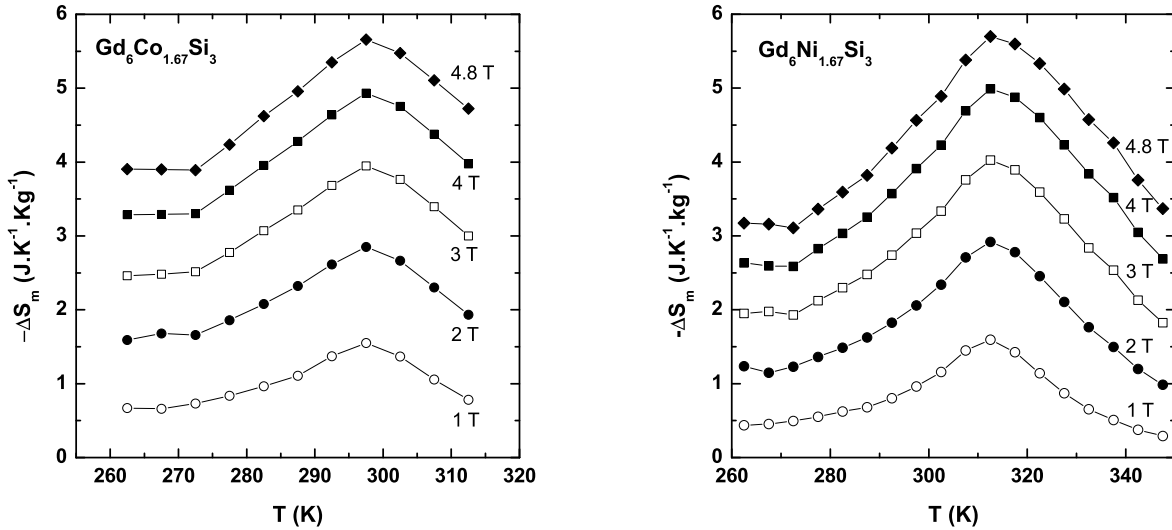 Gd₆Co₁.₆₇Si₃
6
5
4
3
2
1
0
−ΔSₘ (J.K⁻¹.Kg⁻¹)
4.8 T
4 T
3 T
2 T
1 T
260 270 280 290 300 310 320
T (K)
Gd₆Ni₁.₆₇Si₃
6
5
4
3
2
1
0
-ΔSₘ (J.K⁻¹.kg⁻¹)
4.8 T
4 T
3 T
2 T
1 T
260 280 300 320 340
T (K)